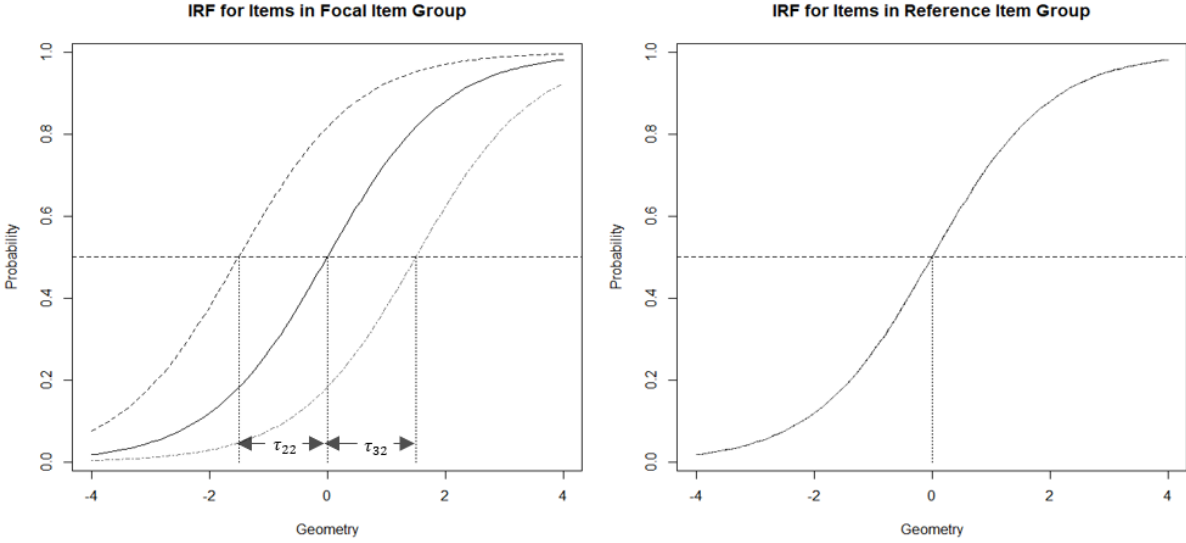 IRF for Items in Focal Item Group
1.0
0.8
0.6
0.4
0.2
0.0
Probability
τ22
τ32
-4 -2 0 2 4
Geometry
IRF for Items in Reference Item Group
1.0
0.8
0.6
0.4
0.2
0.0
Probability
-4 -2 0 2 4
Geometry